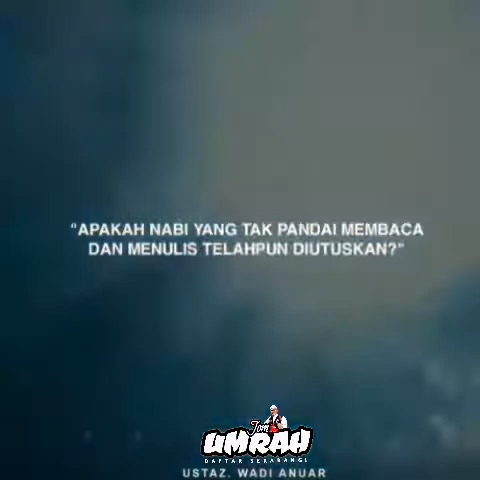 "APAKAH NABI YANG TAK PANDAI MEMBACA
DAN MENULIS TELAHPUN DIUTUSKAN?"
Jom
UMRAH
DAFTAR SEKARANG!
USTAZ. WADI ANUAR